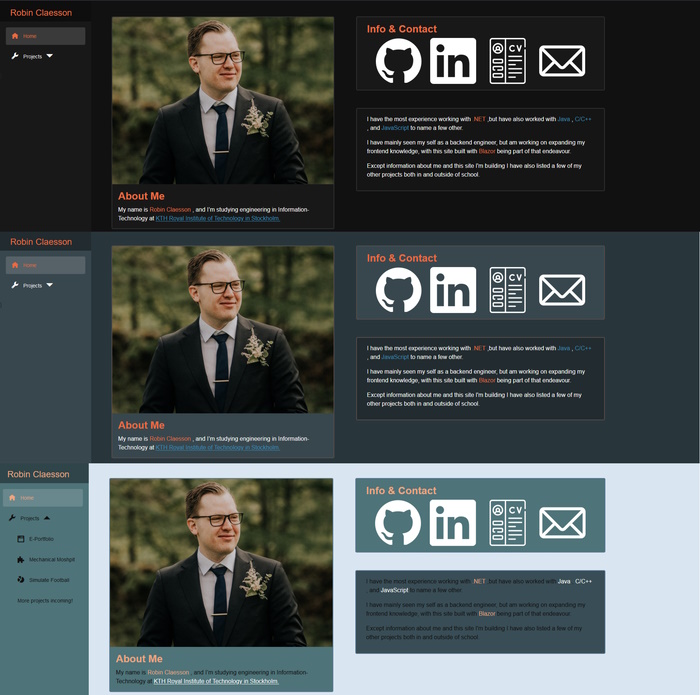 Robin Claesson
Home
Projects
About Me
My name is Robin Claesson , and I'm studying engineering in Information-
Technology at KTH Royal Institute of Technology in Stockholm.
Info & Contact
CV
I have the most experience working with .NET ,but have also worked with Java , C/C++
, and JavaScript to name a few other.
I have mainly seen my self as a backend engineer, but am working on expanding my
frontend knowledge, with this site built with Blazor being part of that endeavour.
Except information about me and this site I'm building I have also listed a few of my
other projects both in and outside of school.
Robin Claesson
Home
Projects
About Me
My name is Robin Claesson , and I'm studying engineering in Information-
Technology at KTH Royal Institute of Technology in Stockholm.
Info & Contact
in
CV
I have the most experience working with .NET ,but have also worked with Java , C/C++
, and JavaScript to name a few other.
I have mainly seen my self as a backend engineer, but am working on expanding my
frontend knowledge, with this site built with Blazor being part of that endeavour.
Except information about me and this site I'm building I have also listed a few of my
other projects both in and outside of school.
Robin Claesson
Home
Projects
E-Portfolio
Mechanical Moshpit
Simulate Football
More projects incoming!
About Me
My name is Robin Claesson , and I'm studying engineering in Information-
Technology at KTH Royal Institute of Technology in Stockholm.
Info & Contact
in
CV
I have the most experience working with .NET ,but have also worked with Java , C/C++
, and JavaScript to name a few other.
I have mainly seen my self as a backend engineer, but am working on expanding my
frontend knowledge, with this site built with Blazor being part of that endeavour.
Except information about me and this site I'm building I have also listed a few of my
other projects both in and outside of school.